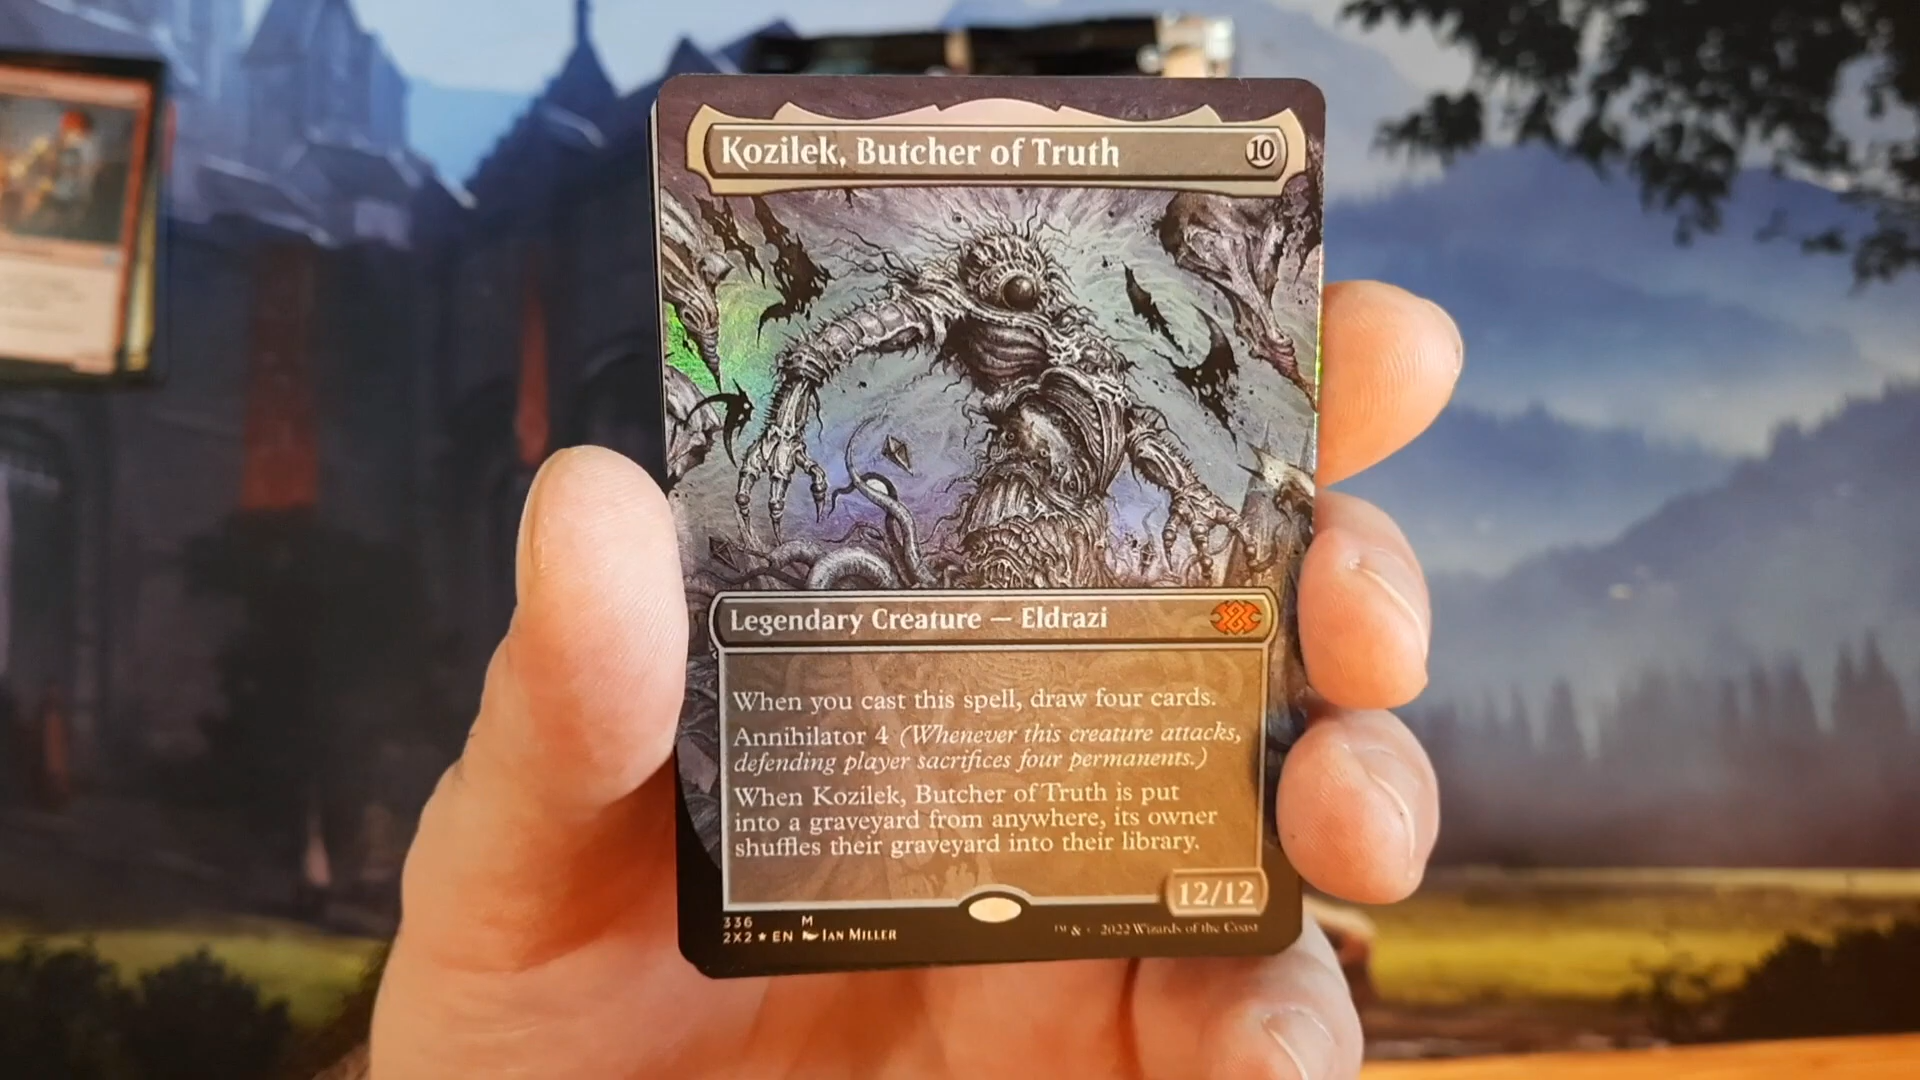 Kozilek, Butcher of Truth 10
Legendary Creature — Eldrazi
When you cast this spell, draw four cards.
Annihilator 4 (Whenever this creature attacks,
defending player sacrifices four permanents.)
When Kozilek, Butcher of Truth is put
into a graveyard from anywhere, its owner
shuffles their graveyard into their library.
12/12
336 M
2X2 ★ EN Ian Miller
™ & © 2022 Wizards of the Coast